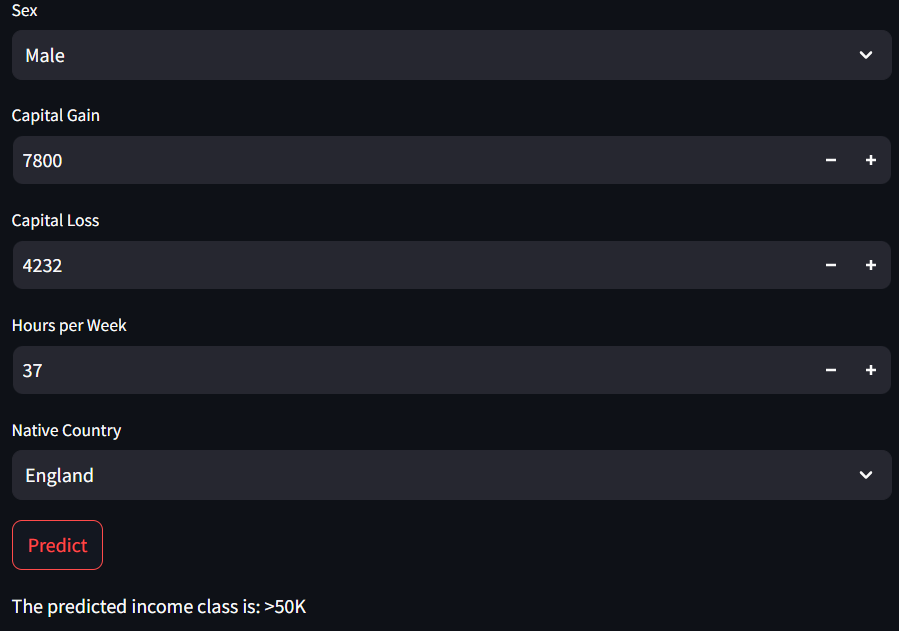 Sex
Male
Capital Gain
7800
Capital Loss
4232
Hours per Week
37
Native Country
England
Predict
The predicted income class is: >50K